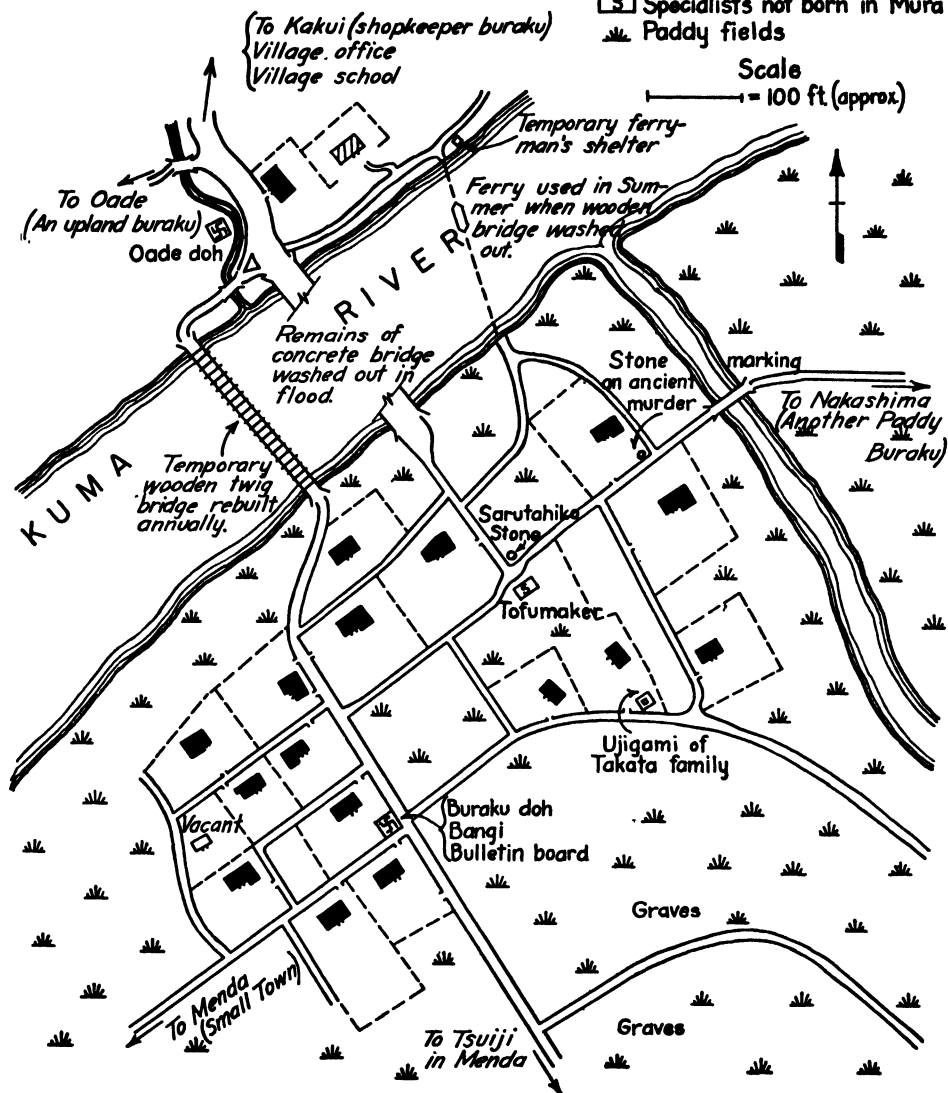 To Kakui (shopkeeper buraku)
Village. office
Village school
S Specialists not born in Mura
Paddy fields
Scale
= 100 ft. (approx)
Temporary ferry-
man's shelter
To Oade
(An upland buraku)
Oade doh
Ferry used in Sum-
mer when wooden
bridge washed
out.
KUMA RIVER
Remains of
concrete bridge
washed out in
flood.
Stone marking
an ancient
murder
To Nakashima
(Another Paddy
Buraku)
Temporary
wooden twig
bridge rebuilt
annually.
Sarutahiko
Stone
S
Tofumaker
Ujigami of
Takata family
Vacant
Buraku doh
Bangi
Bulletin board
Graves
To Menda
(Small Town)
To Tsuiji
in Menda
Graves